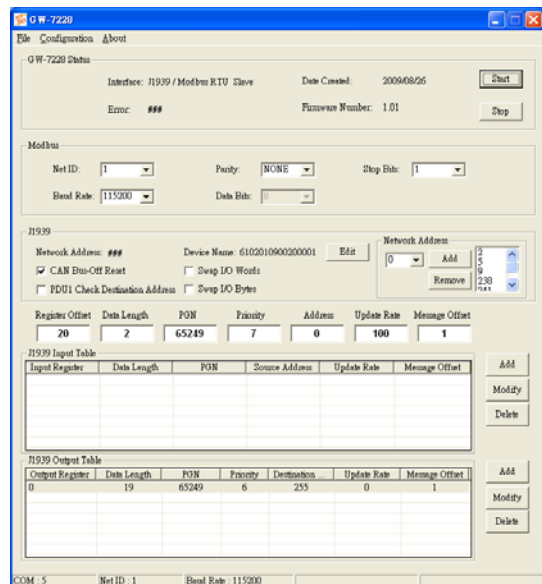 GW-7228
File Configuration About
GW-7228 Status
Interface: J1939 / Modbus RTU Slave Date Created: 2009/08/26 Start
Error: ### Firmware Number: 1.01 Stop
Modbus
Net ID: 1 Parity: NONE Stop Bits: 1
Baud Rate: 115200 Data Bits: 8
J1939
Network Address
Network Address: ### Device Name: 6102010900200001 Edit 0 Add
CAN Bus-Off Reset Swap I/O Words Remove
PDU1 Check Destination Address Swap I/O Bytes
2
5
9
238
241
Register Offset Data Length PGN Priority Address Update Rate Message Offset
20 2 65249 7 0 100 1
J1939 Input Table
Input Register Data Length PGN Source Address Update Rate Message Offset
Add
Modify
Delete
J1939 Output Table
Output Register Data Length PGN Priority Destination ... Update Rate Message Offset
0 19 65249 6 255 0 1
Add
Modify
Delete
COM : 5 Net ID : 1 Baud Rate : 115200